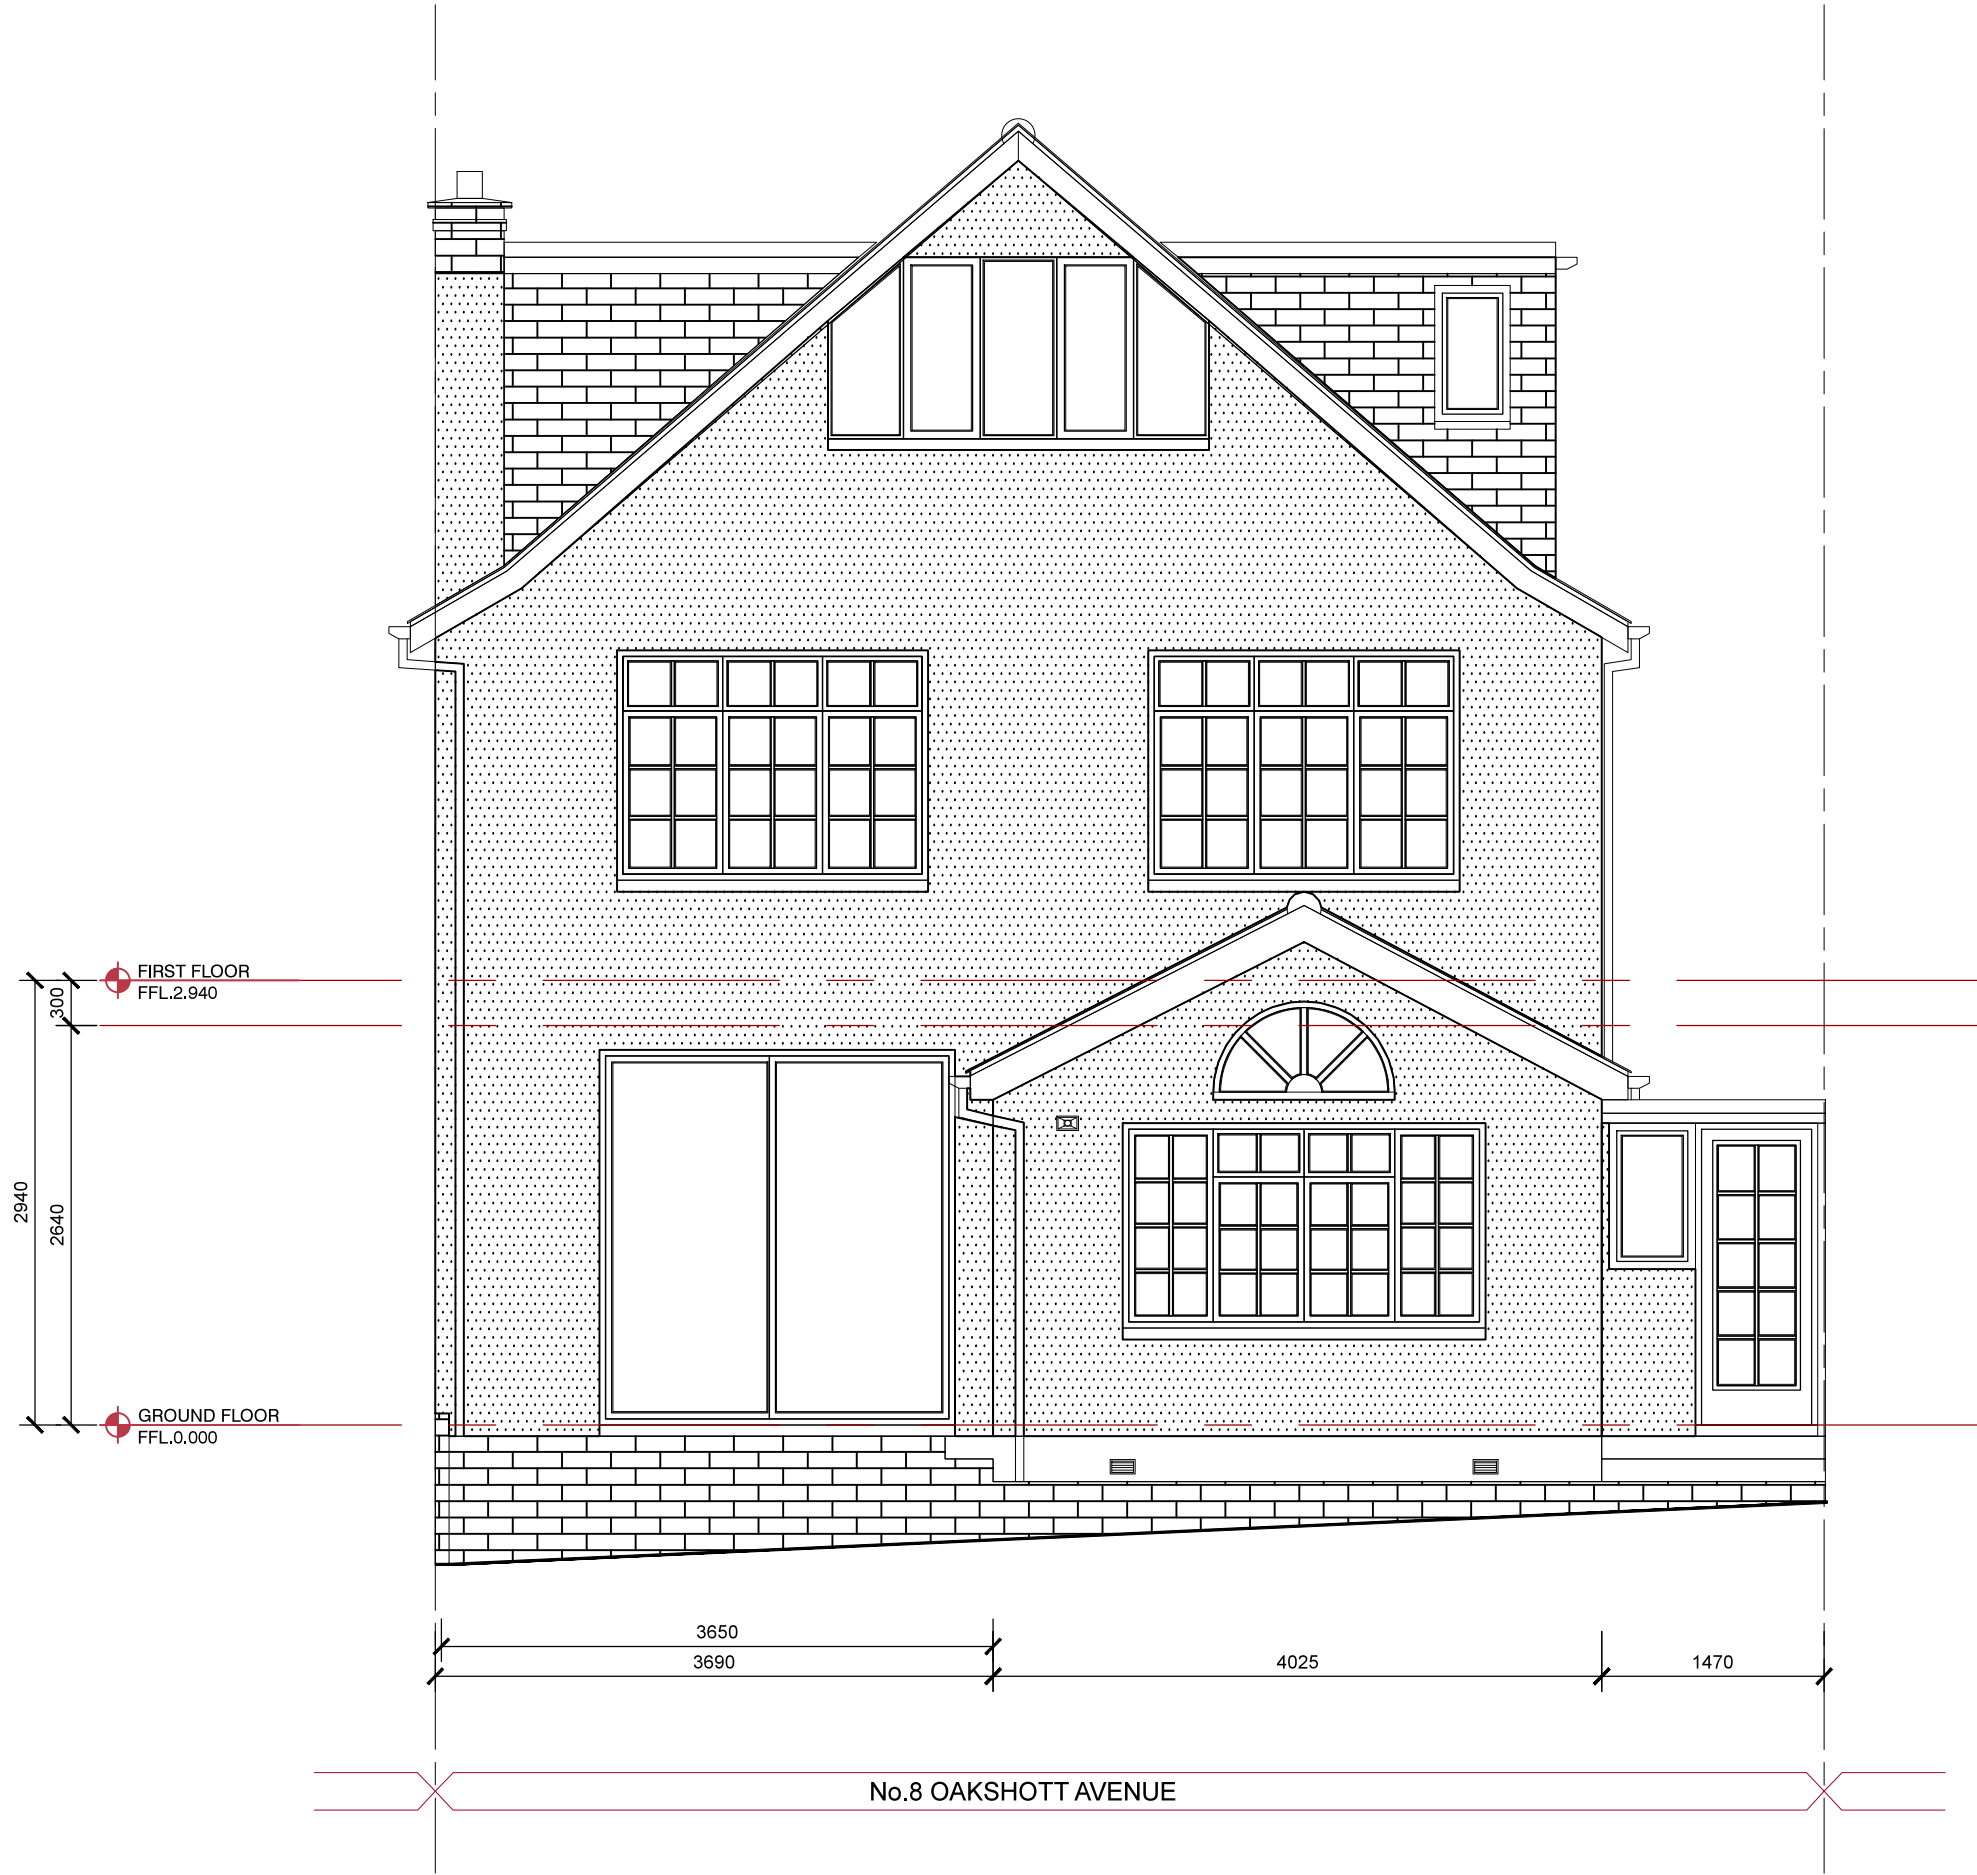 FIRST FLOOR
FFL.2.940
300
2940
2640
GROUND FLOOR
FFL.0.000
3650
3690
4025
1470
No.8 OAKSHOTT AVENUE